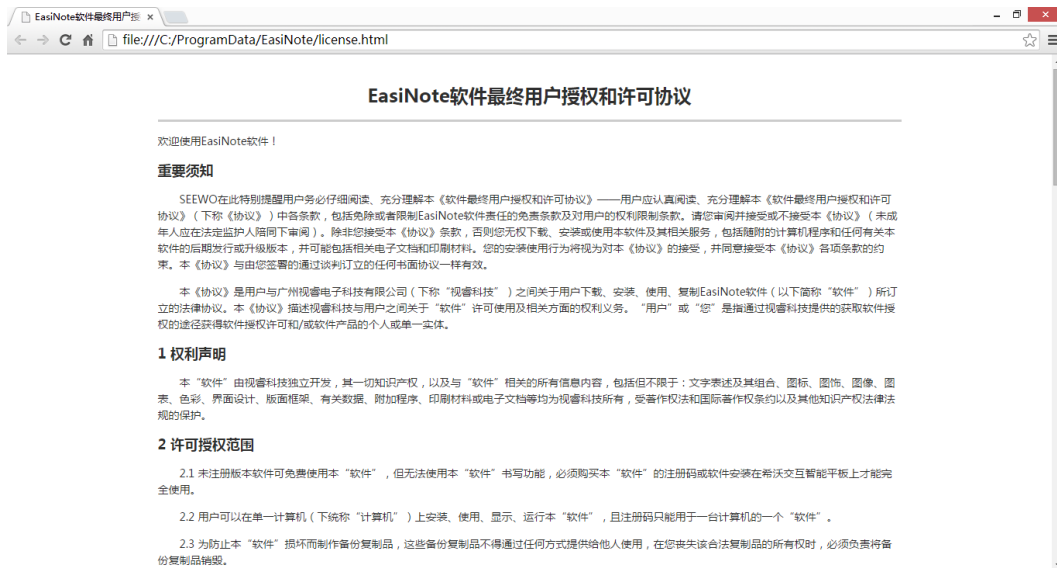 EasiNote软件最终用户授
file:///C:/ProgramData/EasiNote/license.html
EasiNote软件最终用户授权和许可协议
欢迎使用EasiNote软件！
重要须知
SEEWO在此特别提醒用户务必仔细阅读、充分理解本《软件最终用户授权和许可协议》——用户应认真阅读、充分理解本《软件最终用户授权和许可
协议》（下称《协议》）中各条款，包括免除或者限制EasiNote软件责任的免责条款及对用户的权利限制条款。请您审阅并接受或不接受本《协议》（未成
年人应在法定监护人陪同下审阅）。除非您接受本《协议》条款，否则您无权下载、安装或使用本软件及其相关服务，包括随附的计算机程序和任何有关本
软件的后期发行或升级版本，并可能包括相关电子文档和印刷材料。您的安装使用行为将视为对本《协议》的接受，并同意接受本《协议》各项条款的约
束。本《协议》与由您签署的通过谈判订立的任何书面协议一样有效。
本《协议》是用户与广州视睿电子科技有限公司（下称“视睿科技”）之间关于用户下载、安装、使用、复制EasiNote软件（以下简称“软件”）所订
立的法律协议。本《协议》描述视睿科技与用户之间关于“软件”许可使用及相关方面的权利义务。“用户”或“您”是指通过视睿科技提供的获取软件授
权的途径获得软件授权许可和/或软件产品的个人或单一实体。
1 权利声明
本“软件”由视睿科技独立开发，其一切知识产权，以及与“软件”相关的所有信息内容，包括但不限于：文字表述及其组合、图标、图饰、图像、图
表、色彩、界面设计、版面框架、有关数据、附加程序、印刷材料或电子文档等均为视睿科技所有，受著作权法和国际著作权条约以及其他知识产权法律法
规的保护。
2 许可授权范围
2.1 未注册版本软件可免费使用本“软件”，但无法使用本“软件”书写功能，必须购买本“软件”的注册码或软件安装在希沃交互智能平板上才能完
全使用。
2.2 用户可以在单一计算机（下统称“计算机”）上安装、使用、显示、运行本“软件”，且注册码只能用于一台计算机的一个“软件”。
2.3 为防止本“软件”损坏而制作备份复制品，这些备份复制品不得通过任何方式提供给他人使用，在您丧失该合法复制品的所有权时，必须负责将备
份复制品销毁。